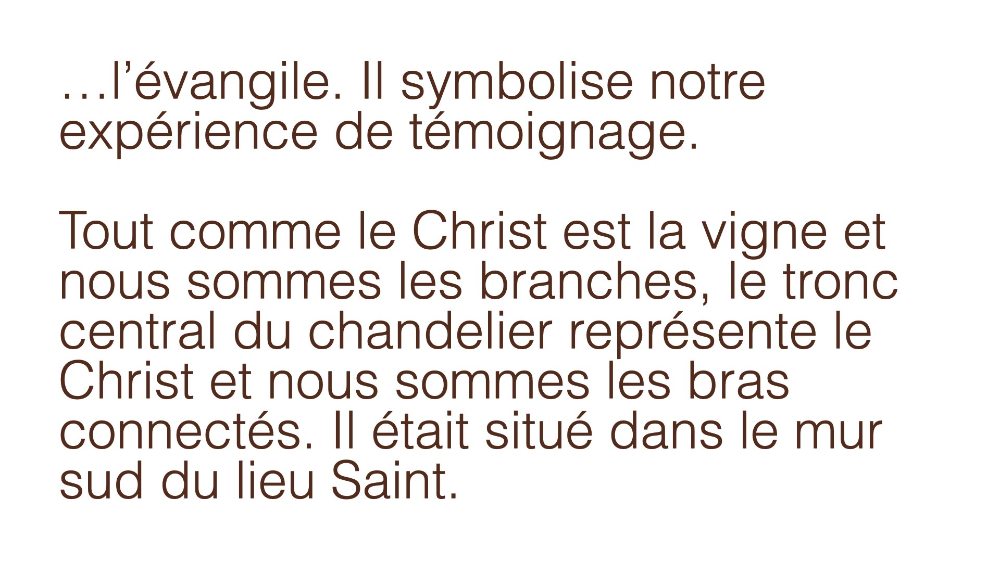 …l’évangile. Il symbolise notre
expérience de témoignage.
Tout comme le Christ est la vigne et
nous sommes les branches, le tronc
central du chandelier représente le
Christ et nous sommes les bras
connectés. Il était situé dans le mur
sud du lieu Saint.